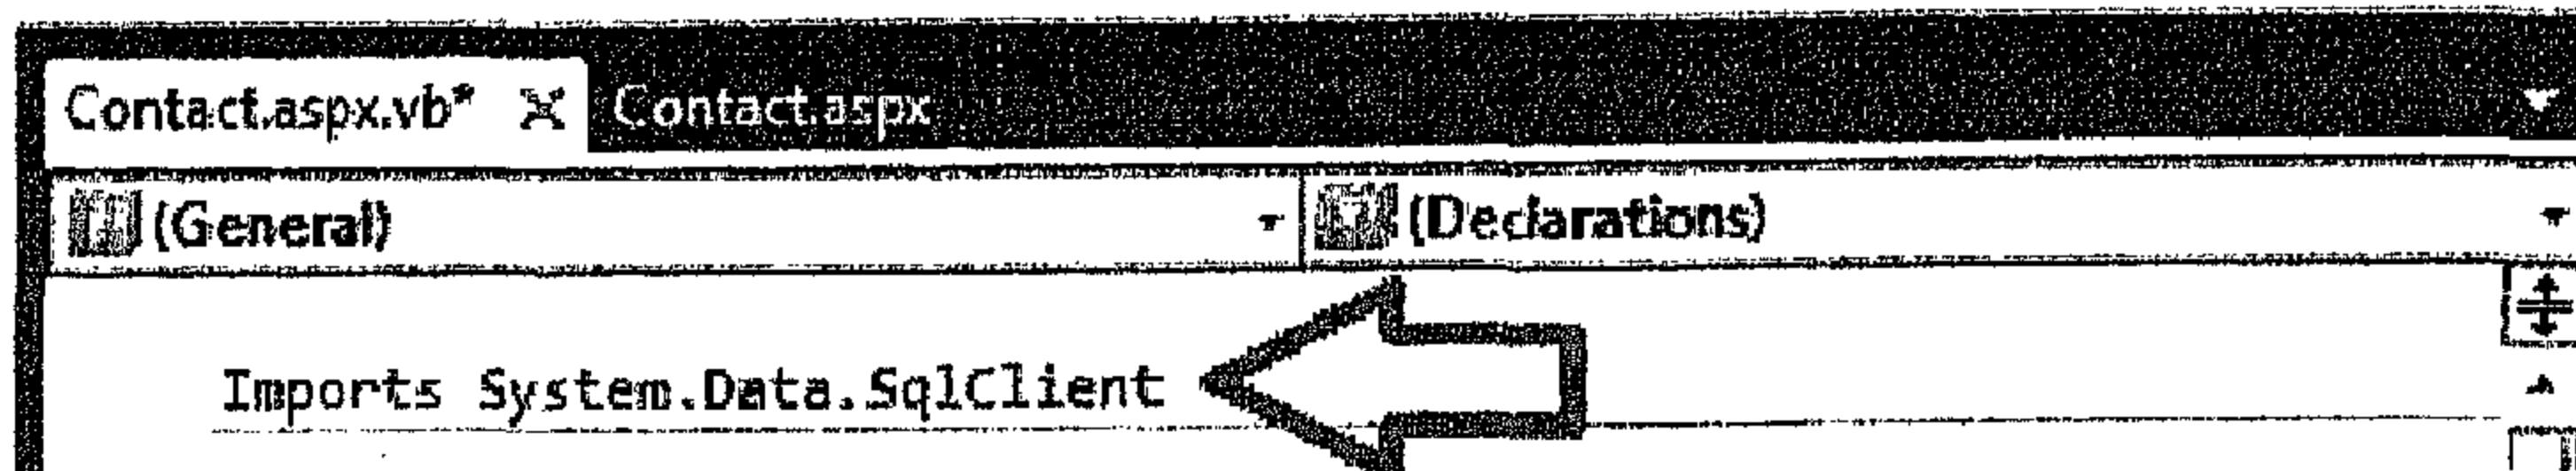 Contact.aspx.vb* X Contact.aspx
(General) (Declarations)
Imports System.Data.SqlClient